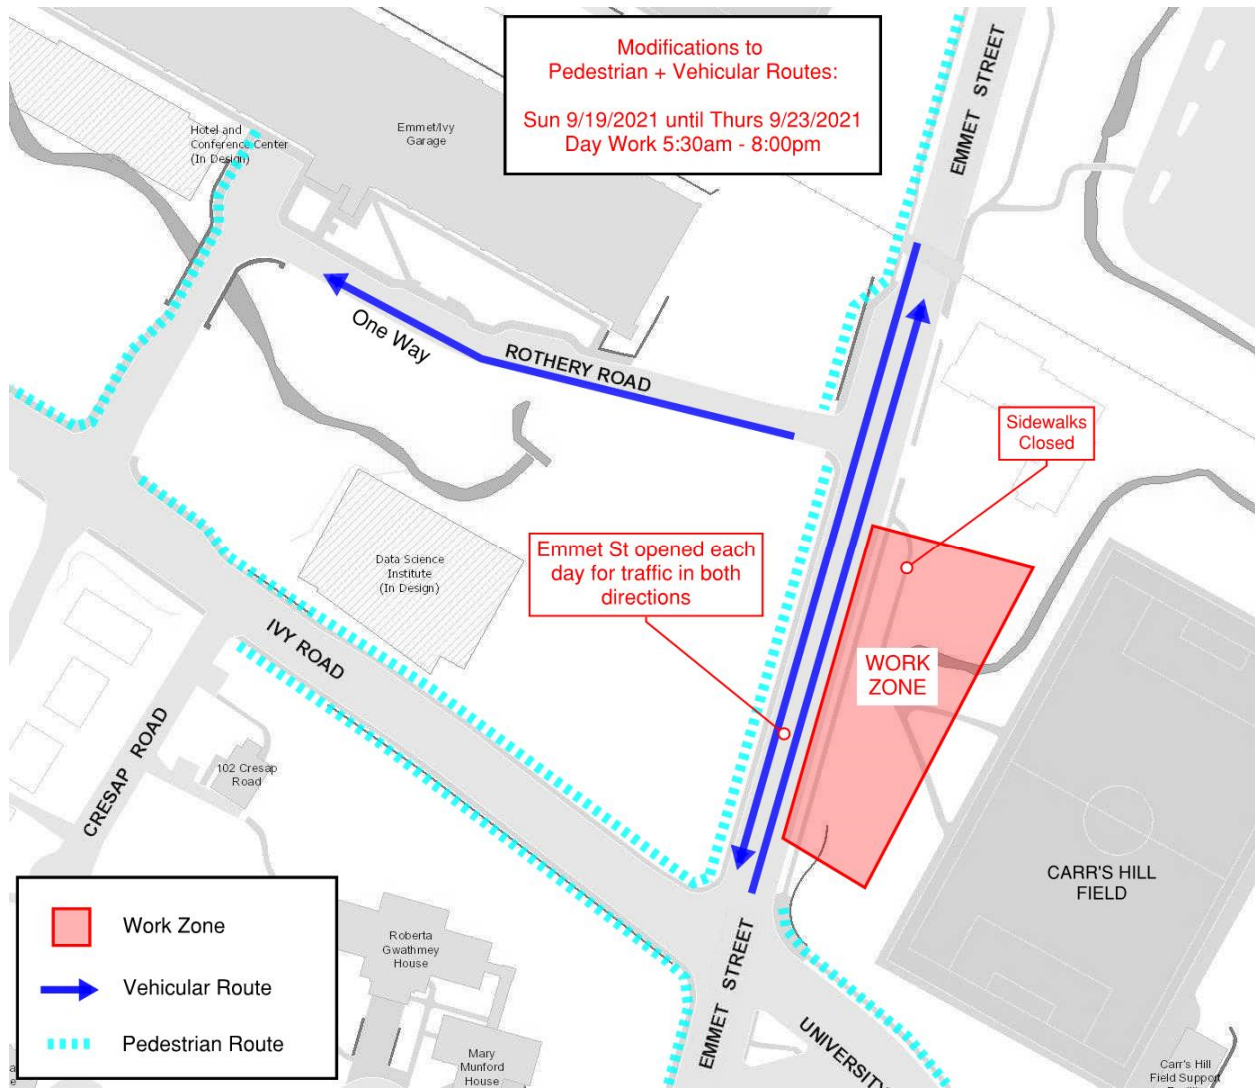 Modifications to
Pedestrian + Vehicular Routes:
Sun 9/19/2021 until Thurs 9/23/2021
Day Work 5:30am - 8:00pm
EMMET STREET
Hotel and
Conference Center
(In Design)
Emmet/Ivy
Garage
One Way
ROTHERY ROAD
Sidewalks
Closed
Emmet St opened each
day for traffic in both
directions
Data Science
Institute
(In Design)
WORK
ZONE
IVY ROAD
CRESAP ROAD
102 Cresap
Road
CARR'S HILL
FIELD
Work Zone
Vehicular Route
Pedestrian Route
Roberta
Gwathmey
House
EMMET STREET
UNIVERSITY
Mary
Munford
House
Carr's Hill
Field Support